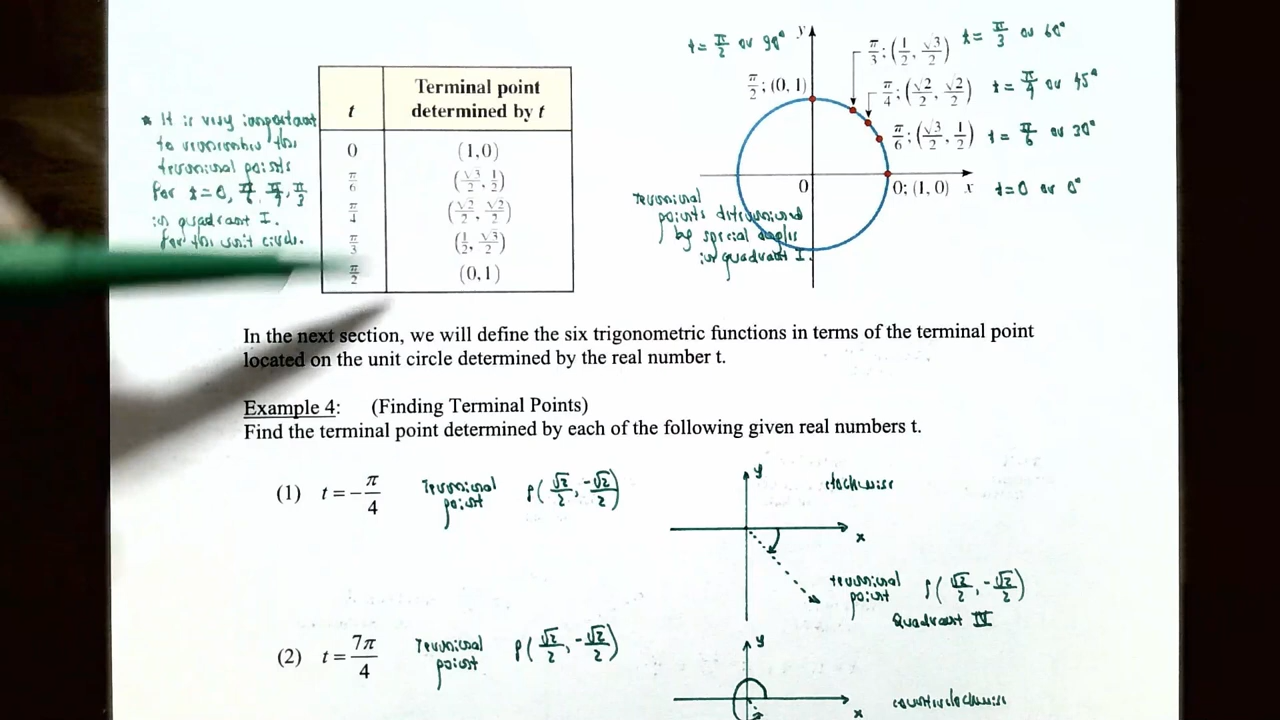 * It is very important
to remember the
terminal points
for t=0, π/6, π/4, π/3
in quadrant I.
for the unit circle.
t Terminal point determined by t
0 (1,0)
π/6 (√3/2, 1/2)
π/4 (√2/2, √2/2)
π/3 (1/2, √3/2)
π/2 (0,1)
t = π/2 or 90°
y
π/3; (1/2, √3/2) t = π/3 or 60°
π/2; (0, 1)
π/4; (√2/2, √2/2) t = π/4 or 45°
π/6; (√3/2, 1/2) t = π/6 or 30°
0 0; (1, 0) x t=0 or 0°
terminal
points determined
by special angles
in quadrant I.
In the next section, we will define the six trigonometric functions in terms of the terminal point
located on the unit circle determined by the real number t.
Example 4: (Finding Terminal Points)
Find the terminal point determined by each of the following given real numbers t.
(1) t = -π/4 Terminal point P(√2/2, -√2/2)
y clockwise
x
terminal point P(√2/2, -√2/2)
Quadrant IV
(2) t = 7π/4 Terminal point P(√2/2, -√2/2)
y
x counterclockwise